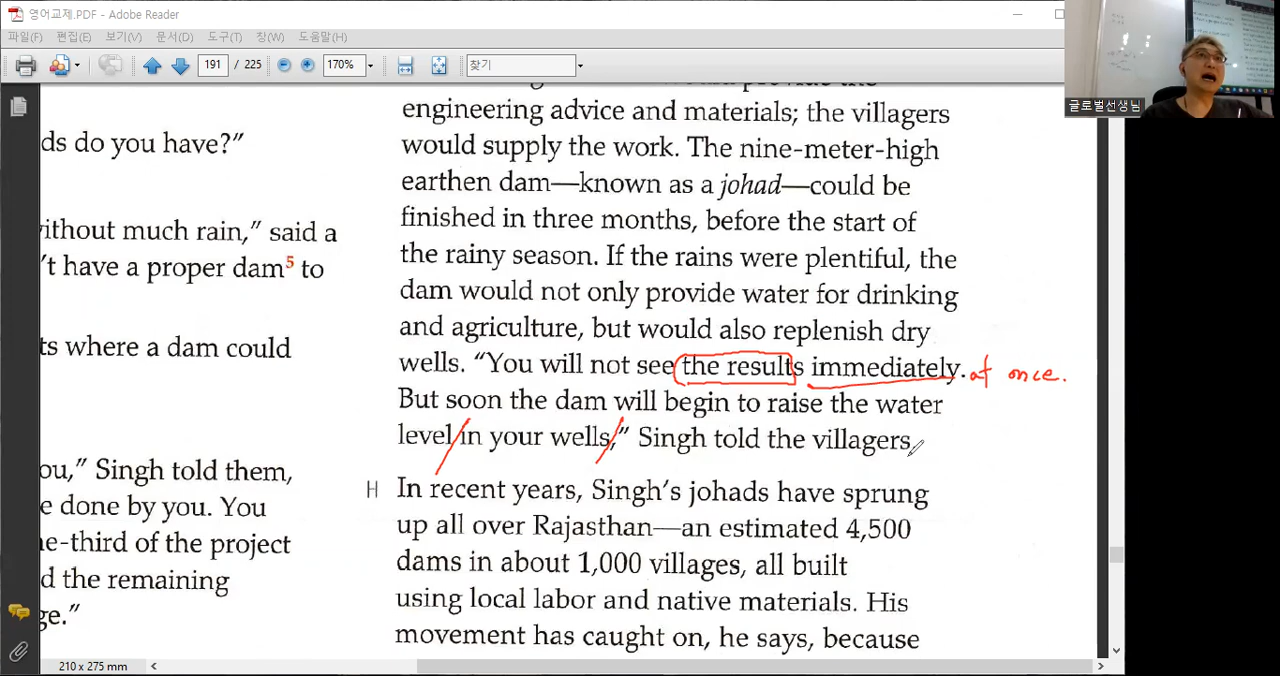 영어교제.PDF - Adobe Reader
파일(F) 편집(E) 보기(V) 문서(D) 도구(T) 창(W) 도움말(H)
191 / 225 170% 찾기
글로벌선생님
ds do you have?”
ithout much rain,” said a
’t have a proper dam⁵ to
ts where a dam could
ou,” Singh told them,
e done by you. You
e-third of the project
d the remaining
ge.”
engineering advice and materials; the villagers
would supply the work. The nine-meter-high
earthen dam—known as a johad—could be
finished in three months, before the start of
the rainy season. If the rains were plentiful, the
dam would not only provide water for drinking
and agriculture, but would also replenish dry
wells. “You will not see the results immediately. at once.
But soon the dam will begin to raise the water
level in your wells,” Singh told the villagers
H In recent years, Singh’s johads have sprung
up all over Rajasthan—an estimated 4,500
dams in about 1,000 villages, all built
using local labor and native materials. His
movement has caught on, he says, because
210 x 275 mm